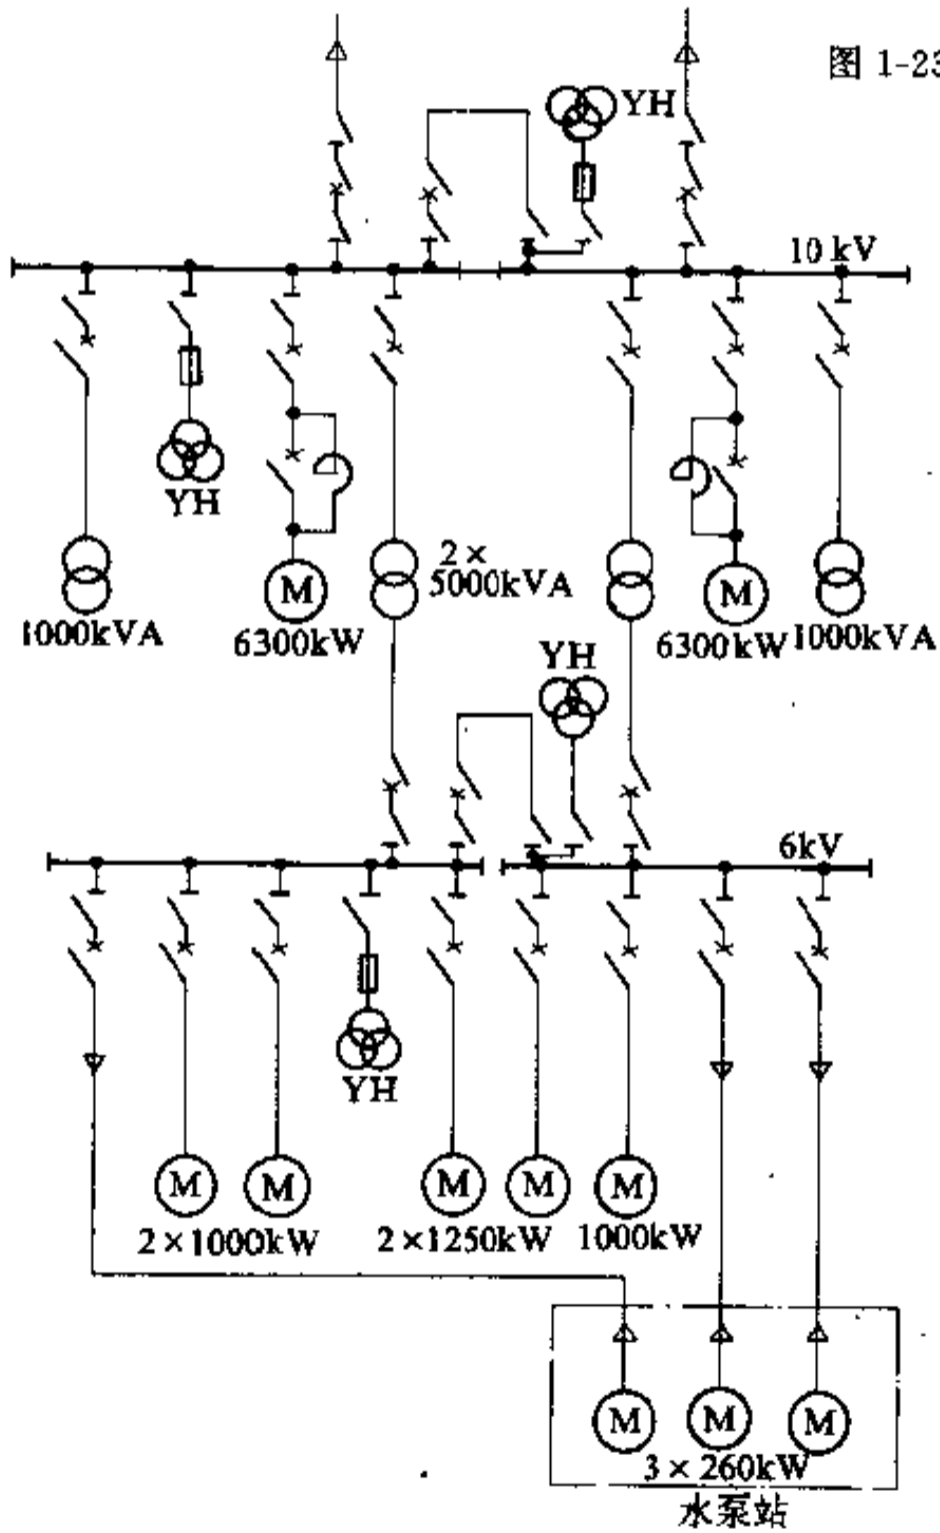 图 1-23
YH
10 kV
YH
2 ×
5000kVA
1000kVA
6300kW
6300kW
1000kVA
M
M
YH
6kV
YH
M
M
M
M
M
2 × 1000kW
2 × 1250kW
1000kW
M
M
M
3 × 260kW
水泵站